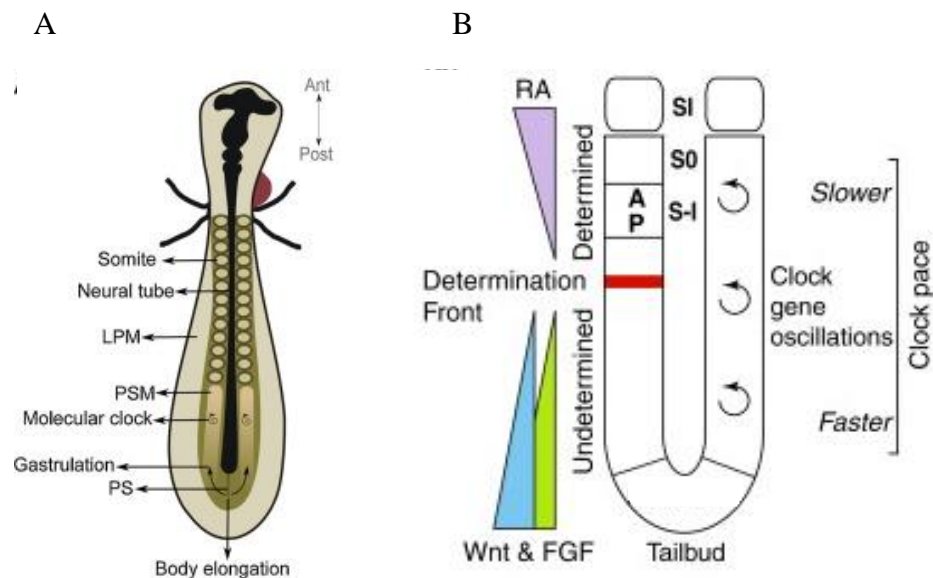 A
B
Ant
Post
Somite
Neural tube
LPM
PSM
Molecular clock
Gastrulation
PS
Body elongation
RA
SI
S0
A
P
S-I
Determined
Determination
Front
Undetermined
Clock
gene
oscillations
Slower
Faster
Clock pace
Wnt & FGF
Tailbud